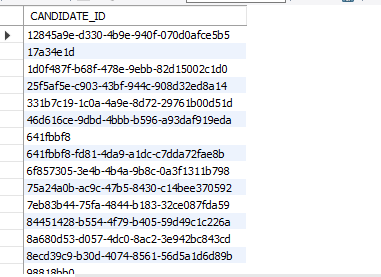 CANDIDATE_ID
12845a9e-d330-4b9e-940f-070d0afce5b5
17a34e1d
1d0f487f-b68f-478e-9ebb-82d15002c1d0
25f5af5e-c903-43bf-944c-908d32ed8a14
331b7c19-1c0a-4a9e-8d72-29761b00d51d
46d616ce-9dbd-4bbb-b596-a93daf919eda
641fbbf8
641fbbf8-fd81-4da9-a1dc-c7dda72fae8b
6f857305-3e4b-4b4a-9b8c-0a3f1311b798
75a24a0b-ac9c-47b5-8430-c14bee370592
7eb83b44-75fa-4844-b183-32ce087fda59
84451428-b554-4f79-b405-59d49c1c226a
8a680d53-d057-4dc0-8ac2-3e942bc843cd
8ecd39c9-b30d-4074-8561-56d5a1d6d89b
98818bb0